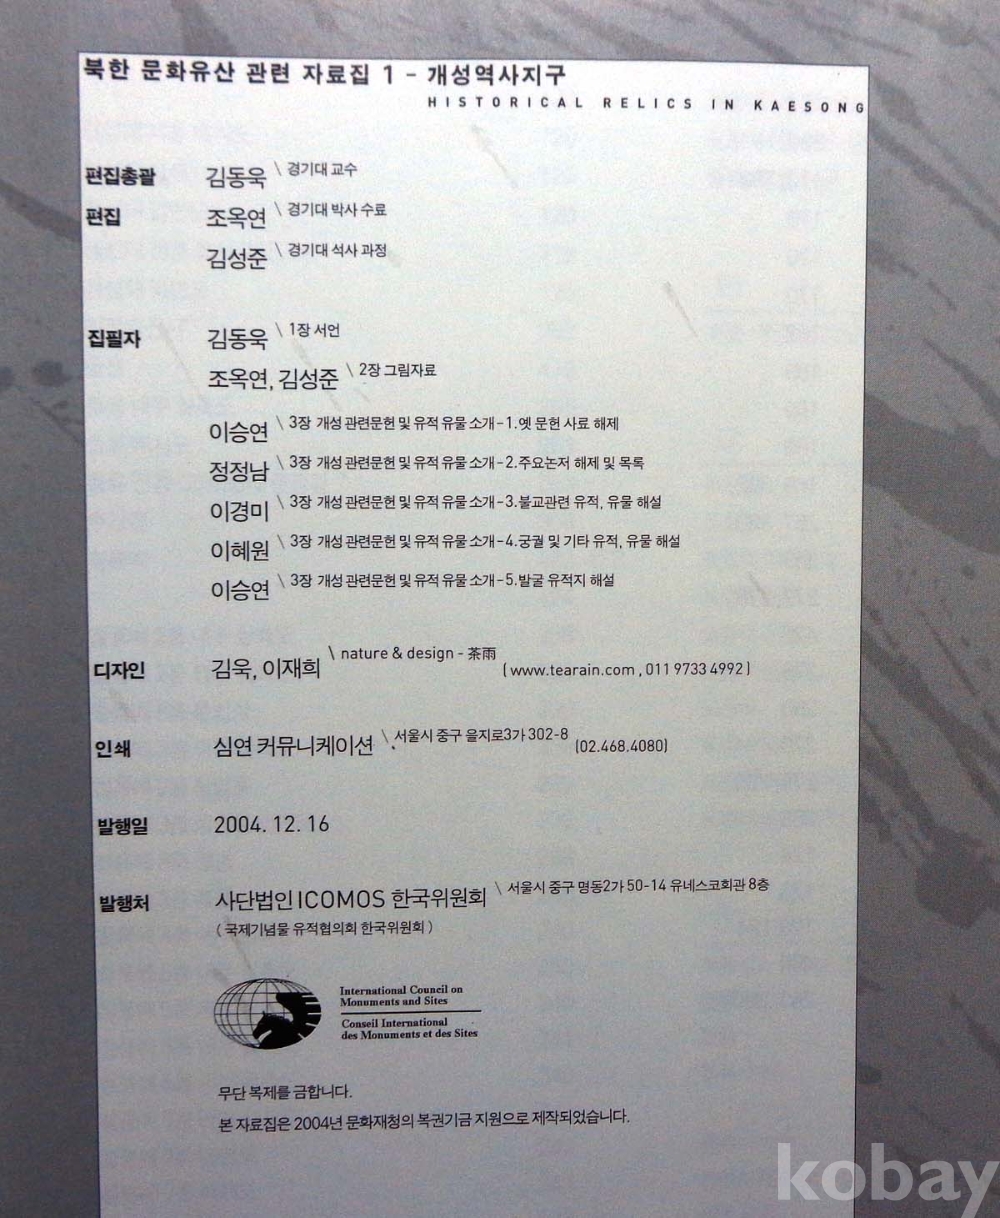 북한 문화유산 관련 자료집 1 - 개성역사지구
HISTORICAL RELICS IN KAESONG
편집총괄 김동욱 \ 경기대 교수
편집 조옥연 \ 경기대 박사 수료
김성준 \ 경기대 석사 과정
집필자 김동욱 \ 1장 서언
조옥연, 김성준 \ 2장 그림자료
이승연 \ 3장 개성 관련문헌 및 유적 유물 소개-1.옛 문헌 사료 해제
정정남 \ 3장 개성 관련문헌 및 유적 유물 소개-2.주요논저 해제 및 목록
이경미 \ 3장 개성 관련문헌 및 유적 유물 소개-3.불교관련 유적, 유물 해설
이혜원 \ 3장 개성 관련문헌 및 유적 유물 소개-4.궁궐 및 기타 유적, 유물 해설
이승연 \ 3장 개성 관련문헌 및 유적 유물 소개-5.발굴 유적지 해설
디자인 김욱, 이재희 \ nature & design - 茶雨 (www.tearain.com, 011 9733 4992)
인쇄 심연 커뮤니케이션 \ 서울시 중구 을지로3가 302-8 (02.468.4080)
발행일 2004. 12. 16
발행처 사단법인 ICOMOS 한국위원회 \ 서울시 중구 명동2가 50-14 유네스코회관 8층
(국제기념물 유적협의회 한국위원회)
International Council on
Monuments and Sites
Conseil International
des Monuments et des Sites
무단 복제를 금합니다.
본 자료집은 2004년 문화재청의 복권기금 지원으로 제작되었습니다.
kobay